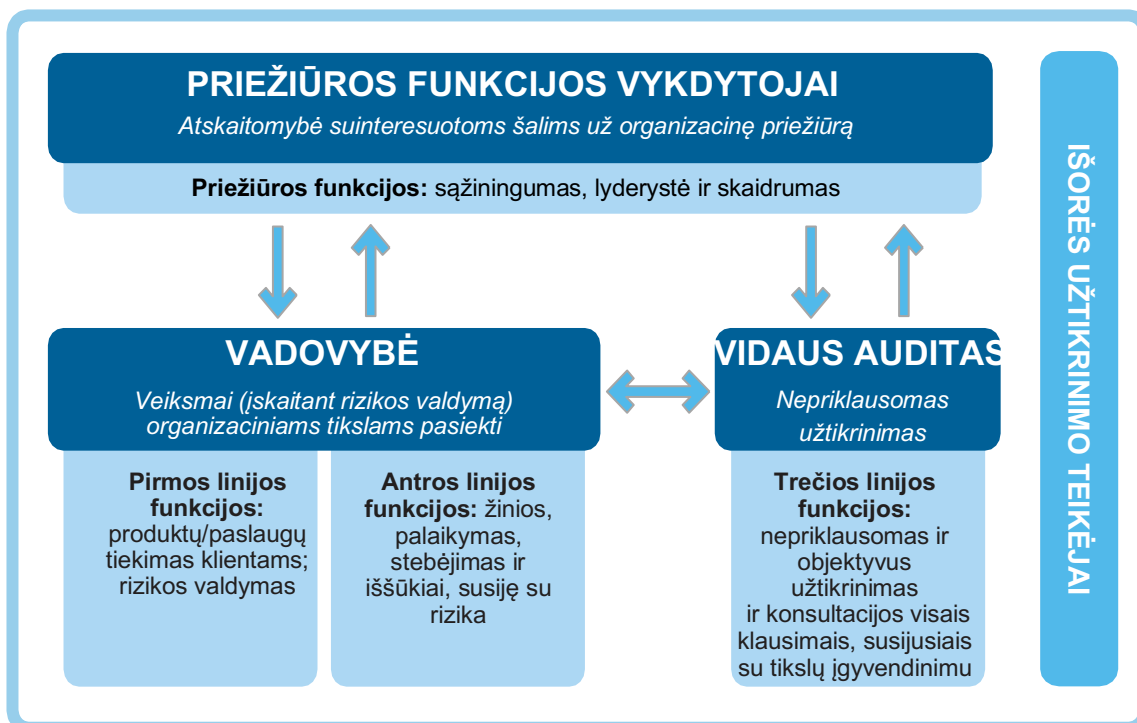 PRIEŽIŪROS FUNKCIJOS VYKDYTOJAI
Atskaitomybė suinteresuotoms šalims už organizacinę priežiūrą
Priežiūros funkcijos: sąžiningumas, lyderystė ir skaidrumas
VADOVYBĖ
Veiksmai (įskaitant rizikos valdymą)
organizaciniams tikslams pasiekti
Pirmos linijos
funkcijos:
produktų/paslaugų
tiekimas klientams;
rizikos valdymas
Antros linijos
funkcijos: žinios,
palaikymas,
stebėjimas ir
iššūkiai, susiję su
rizika
VIDAUS AUDITAS
Nepriklausomas
užtikrinimas
Trečios linijos
funkcijos:
nepriklausomas ir
objektyvus
užtikrinimas
ir konsultacijos visais
klausimais, susijusiais
su tikslų įgyvendinimu
IŠORĖS UŽTIKRINIMO TEIKĖJAI